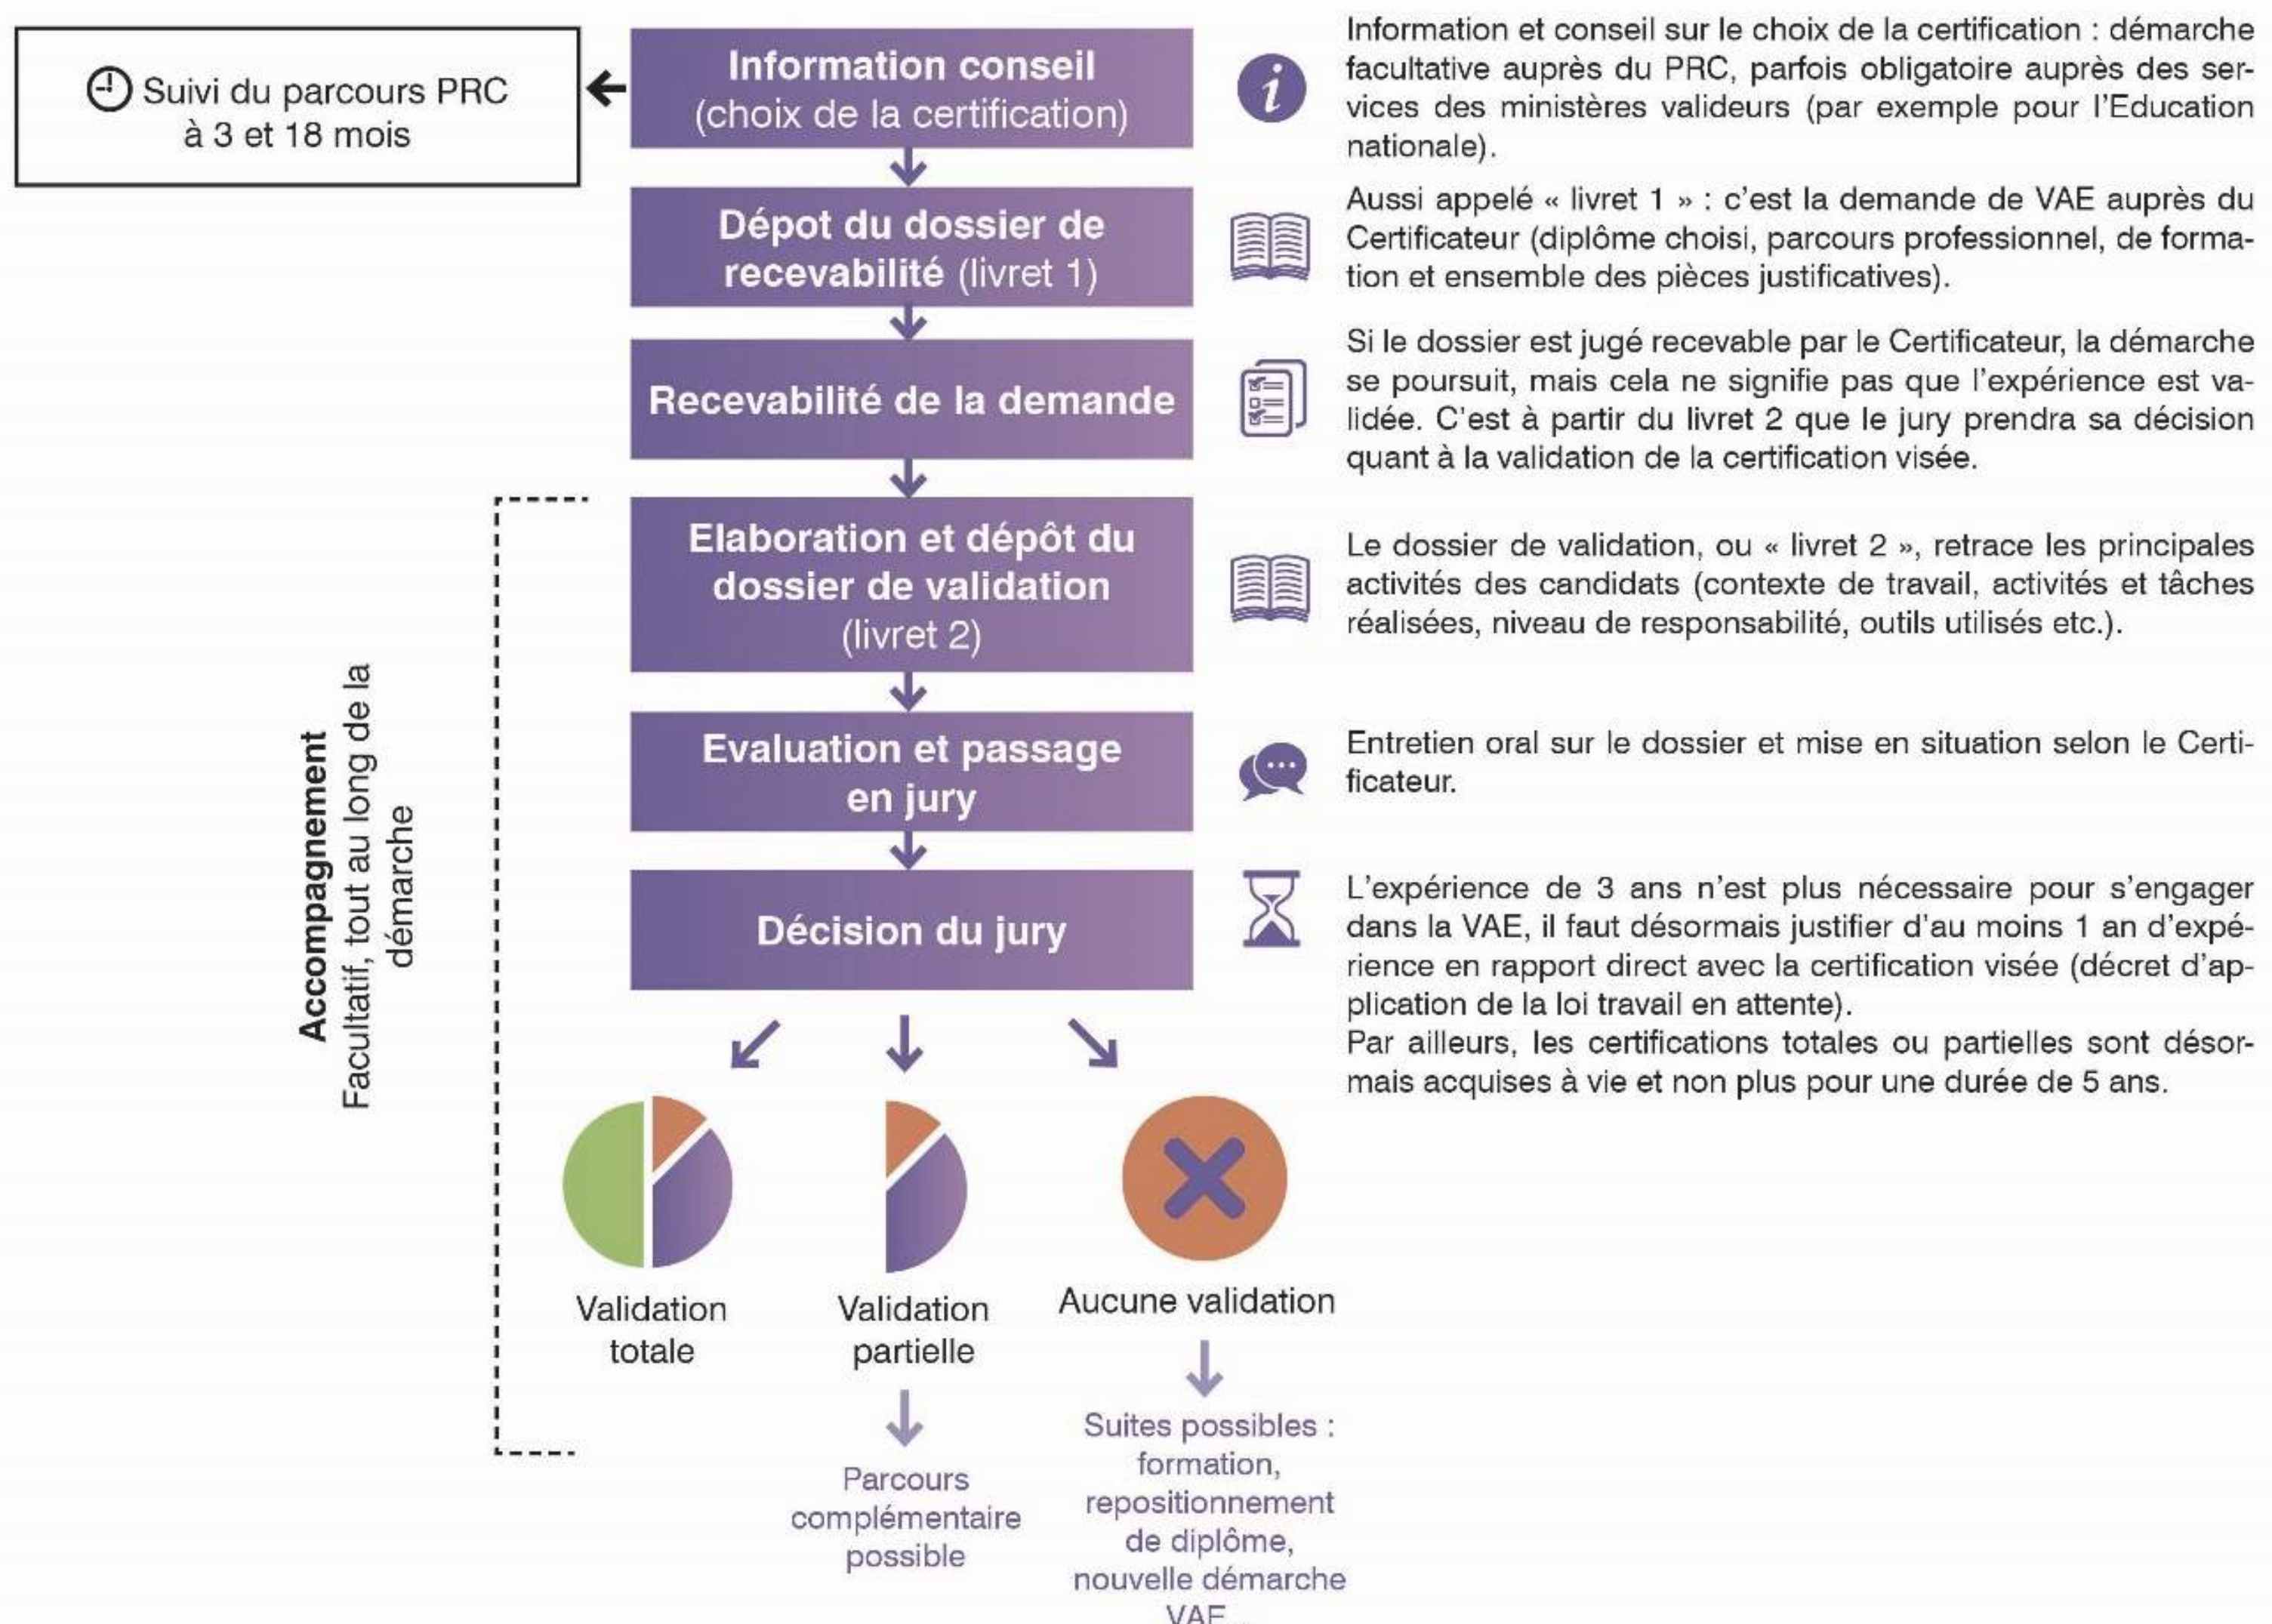 Suivi du parcours PRC
à 3 et 18 mois
Information conseil
(choix de la certification)
Information et conseil sur le choix de la certification : démarche
facultative auprès du PRC, parfois obligatoire auprès des ser-
vices des ministères valideurs (par exemple pour l'Education
nationale).
Dépot du dossier de
recevabilité (livret 1)
Aussi appelé « livret 1 » : c'est la demande de VAE auprès du
Certificateur (diplôme choisi, parcours professionnel, de forma-
tion et ensemble des pièces justificatives).
Recevabilité de la demande
Si le dossier est jugé recevable par le Certificateur, la démarche
se poursuit, mais cela ne signifie pas que l'expérience est va-
lidée. C'est à partir du livret 2 que le jury prendra sa décision
quant à la validation de la certification visée.
Elaboration et dépôt du
dossier de validation
(livret 2)
Le dossier de validation, ou « livret 2 », retrace les principales
activités des candidats (contexte de travail, activités et tâches
réalisées, niveau de responsabilité, outils utilisés etc.).
Accompagnement
Facultatif, tout au long de la
démarche
Evaluation et passage
en jury
Entretien oral sur le dossier et mise en situation selon le Certi-
ficateur.
Décision du jury
L'expérience de 3 ans n'est plus nécessaire pour s'engager
dans la VAE, il faut désormais justifier d'au moins 1 an d'expé-
rience en rapport direct avec la certification visée (décret d'ap-
plication de la loi travail en attente).
Par ailleurs, les certifications totales ou partielles sont désor-
mais acquises à vie et non plus pour une durée de 5 ans.
Validation
totale
Validation
partielle
Parcours
complémentaire
possible
Aucune validation
Suites possibles :
formation,
repositionnement
de diplôme,
nouvelle démarche
VAE